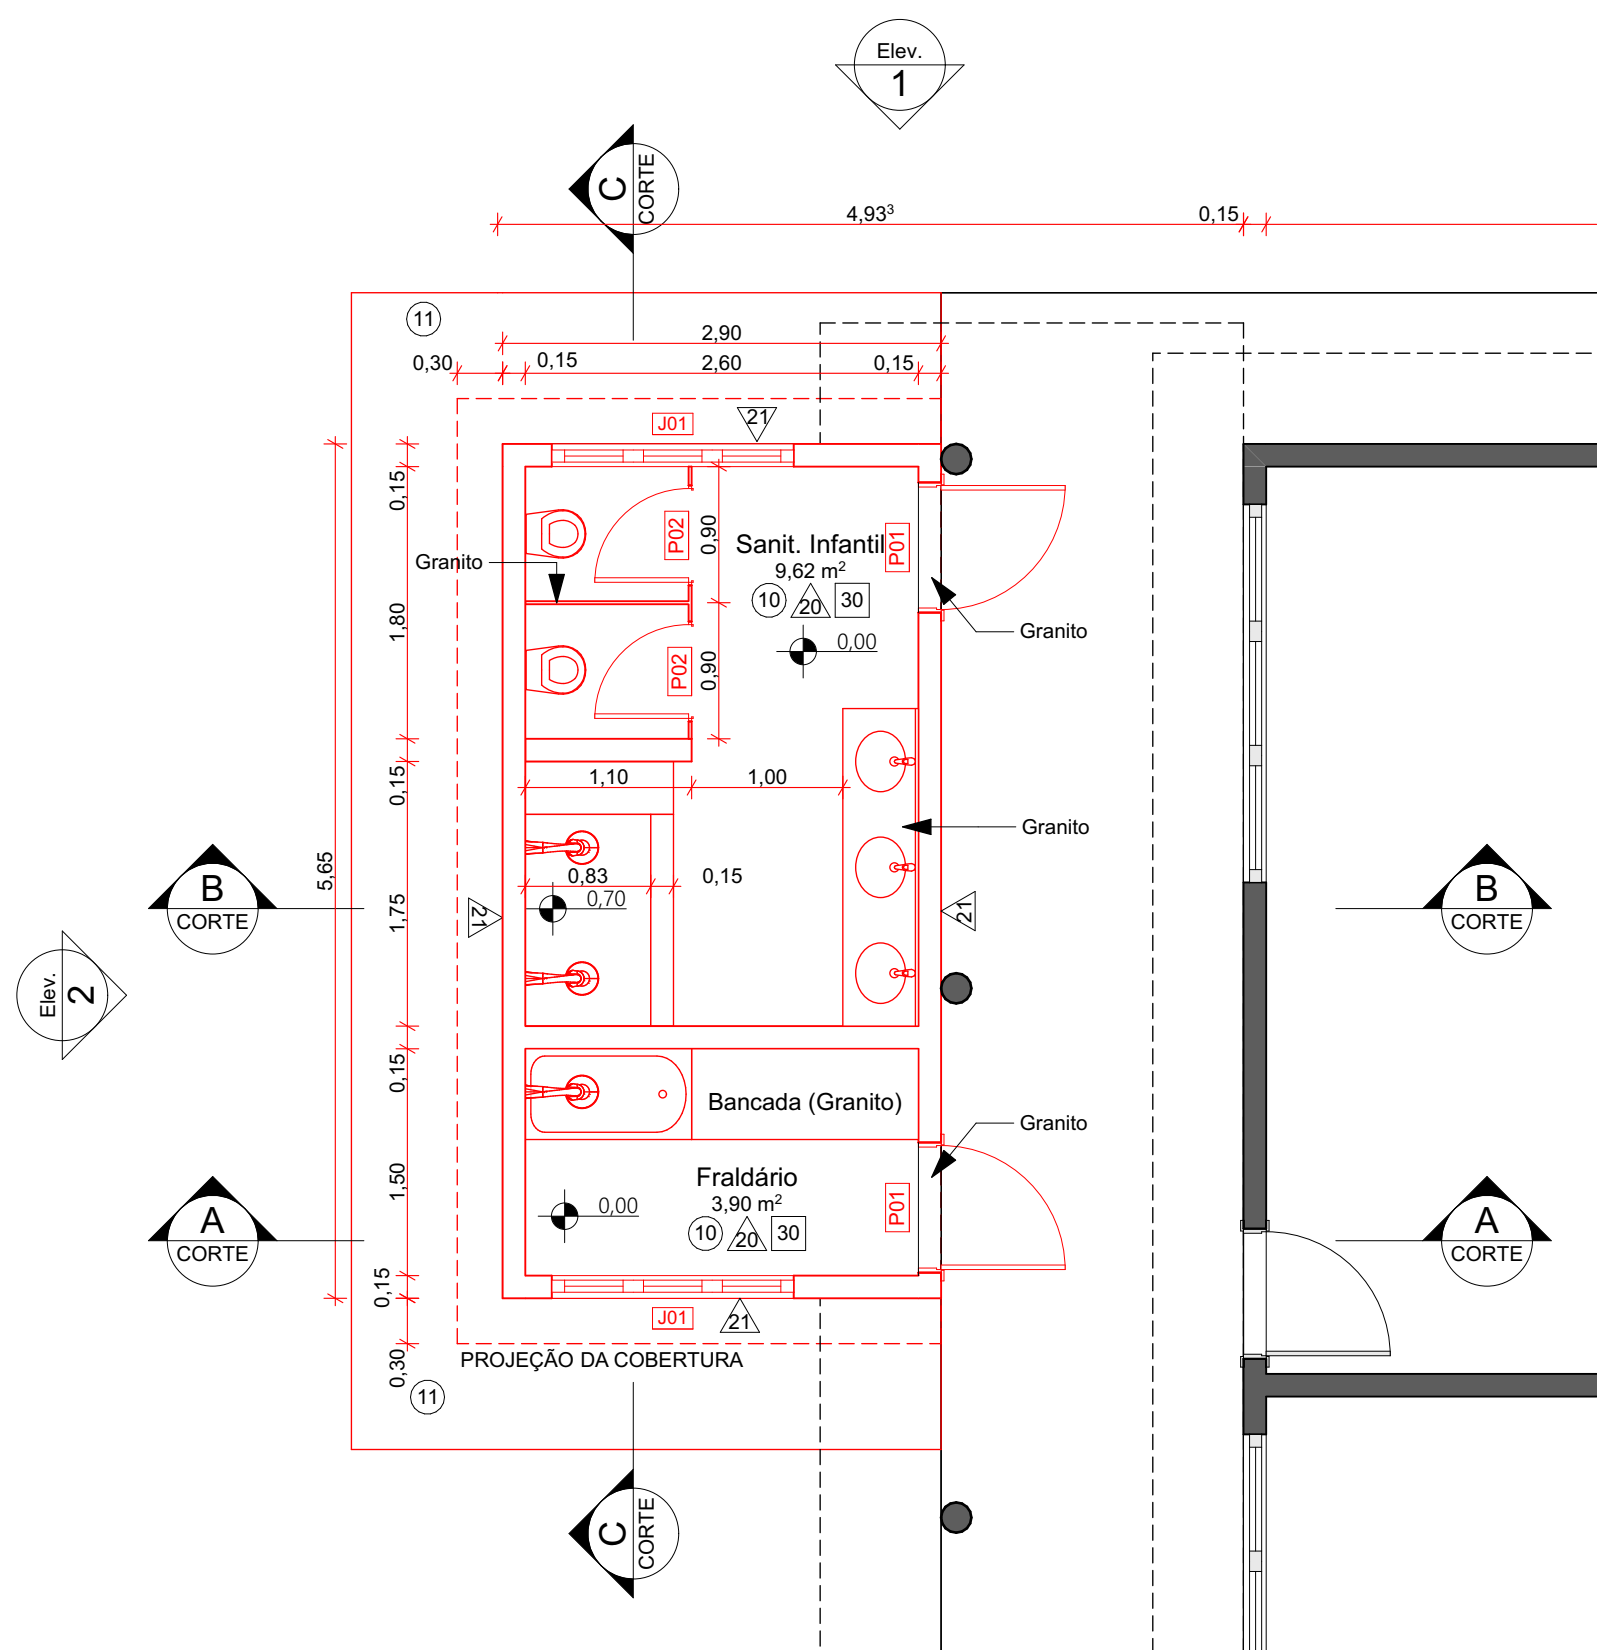 Elev.
1
C
CORTE
4,93³
0,15
11
2,90
0,30
0,15
2,60
0,15
J01
21
0,15
P02
0,90
Sanit. Infantil
9,62 m²
10
20
30
P01
Granito
0,00
Granito
1,80
P02
0,90
0,15
1,10
1,00
Granito
5,65
B
CORTE
0,83
0,15
0,70
21
21
B
CORTE
1,75
Elev.
2
0,15
Bancada (Granito)
Granito
1,50
Fraldário
3,90 m²
10
20
30
P01
0,00
A
CORTE
A
CORTE
0,15
J01
21
0,30
PROJEÇÃO DA COBERTURA
11
C
CORTE